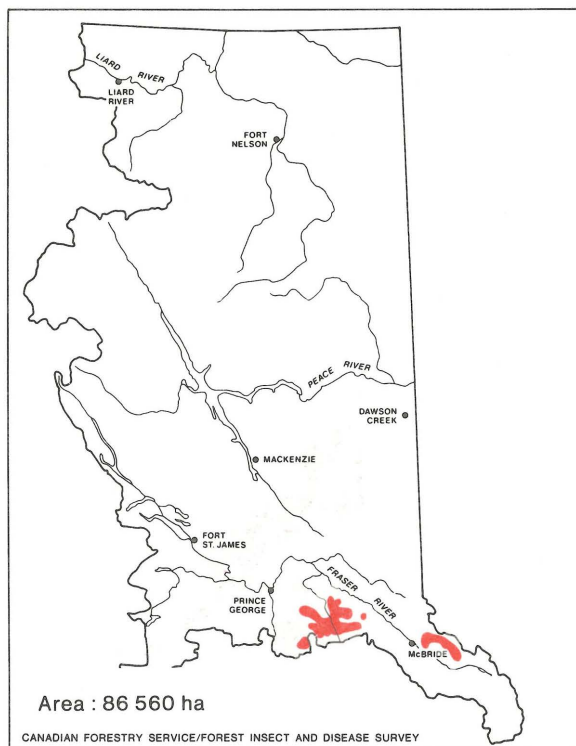 LIARD RIVER
LIARD
RIVER
FORT
NELSON
PEACE RIVER
DAWSON
CREEK
MACKENZIE
FORT
ST. JAMES
PRINCE
GEORGE
FRASER RIVER
McBRIDE
Area : 86 560 ha
CANADIAN FORESTRY SERVICE/FOREST INSECT AND DISEASE SURVEY